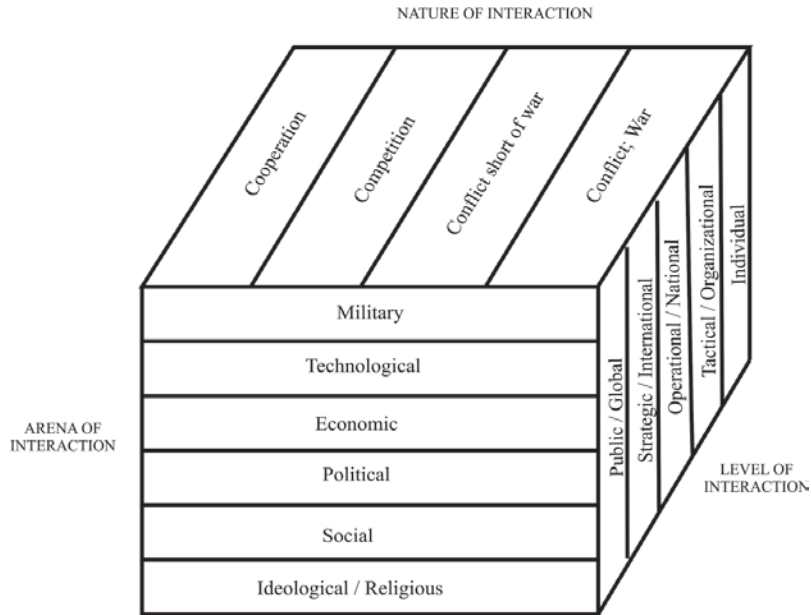 NATURE OF INTERACTION
Cooperation
Competition
Conflict short of war
Conflict; War
Military
Technological
Economic
Political
Social
Ideological / Religious
ARENA OF
INTERACTION
Public / Global
Strategic / International
Operational / National
Tactical / Organizational
Individual
LEVEL OF
INTERACTION